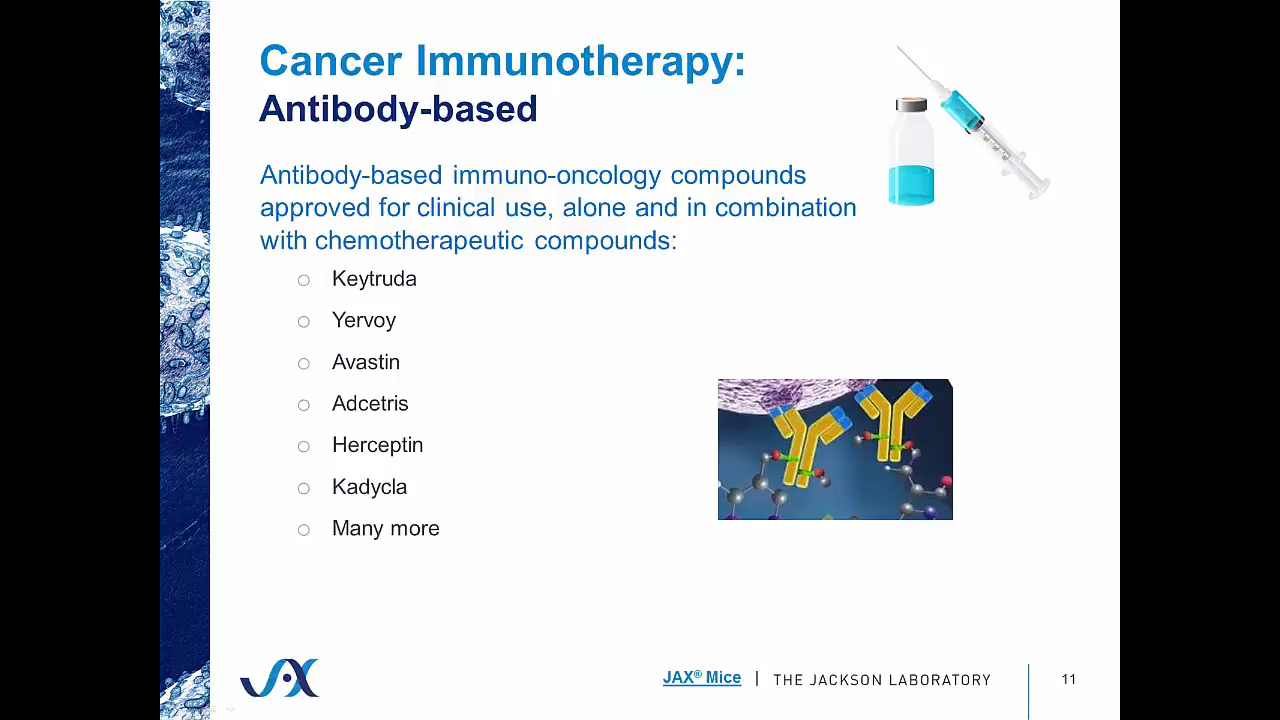 Cancer Immunotherapy:
Antibody-based
Antibody-based immuno-oncology compounds
approved for clinical use, alone and in combination
with chemotherapeutic compounds:
Keytruda
Yervoy
Avastin
Adcetris
Herceptin
Kadycla
Many more
JAX
JAX® Mice | THE JACKSON LABORATORY
11